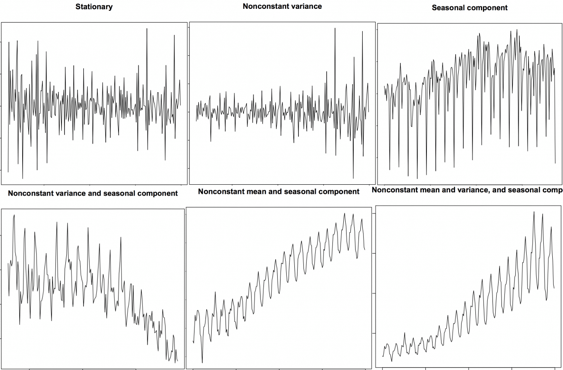 Stationary
Nonconstant variance
Seasonal component
Nonconstant variance and seasonal component
Nonconstant mean and seasonal component
Nonconstant mean and variance, and seasonal comp